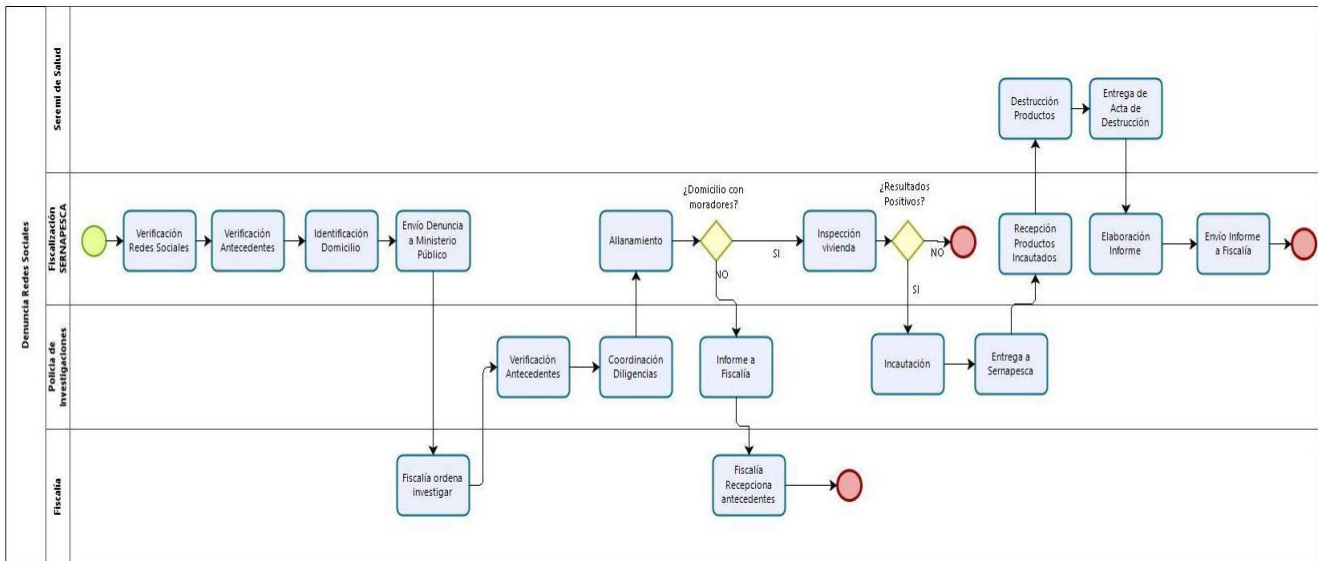 Denuncia Redes Sociales
Seremi de Salud
Destrucción
Productos
Entrega de
Acta de
Destrucción
Fiscalización
SERNAPESCA
Verificación
Redes Sociales
Verificación
Antecedentes
Identificación
Domicilio
Envío Denuncia
a Ministerio
Público
Allanamiento
¿Domicilio con
moradores?
SI
NO
Inspección
vivienda
¿Resultados
Positivos?
NO
SI
Recepción
Productos
Incautados
Elaboración
Informe
Envío Informe
a Fiscalía
Policia de
Investigaciones
Verificación
Antecedentes
Coordinación
Diligencias
Informe a
Fiscalía
Incautación
Entrega a
Sernapesca
Fiscalia
Fiscalía ordena
investigar
Fiscalía
Recepciona
antecedentes